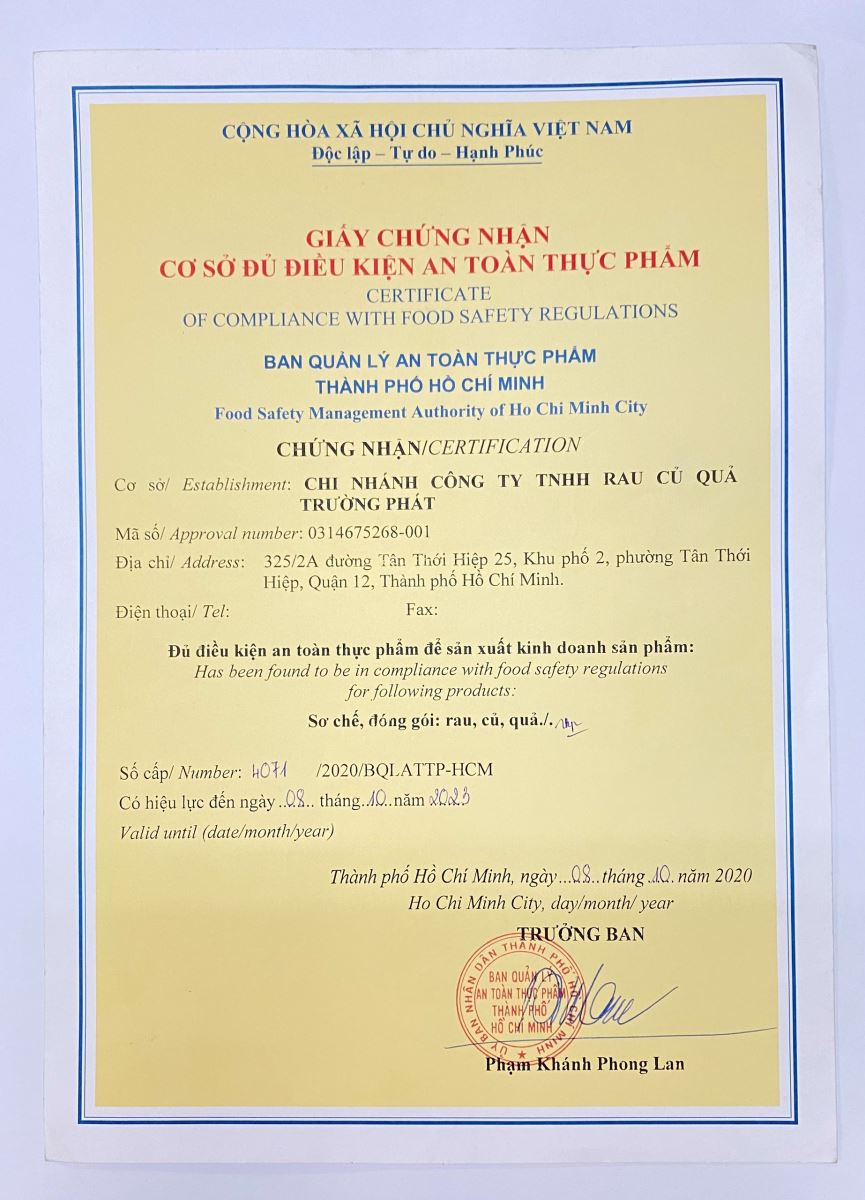 CỘNG HÒA XÃ HỘI CHỦ NGHĨA VIỆT NAM
Độc lập – Tự do – Hạnh Phúc
GIẤY CHỨNG NHẬN
CƠ SỞ ĐỦ ĐIỀU KIỆN AN TOÀN THỰC PHẨM
CERTIFICATE
OF COMPLIANCE WITH FOOD SAFETY REGULATIONS
BAN QUẢN LÝ AN TOÀN THỰC PHẨM
THÀNH PHỐ HỒ CHÍ MINH
Food Safety Management Authority of Ho Chi Minh City
CHỨNG NHẬN/CERTIFICATION
Cơ sở/ Establishment: CHI NHÁNH CÔNG TY TNHH RAU CỦ QUẢ
TRƯỜNG PHÁT
Mã số/ Approval number: 0314675268-001
Địa chỉ/ Address: 325/2A đường Tân Thới Hiệp 25, Khu phố 2, phường Tân Thới
Hiệp, Quận 12, Thành phố Hồ Chí Minh.
Điện thoại/ Tel: Fax:
Đủ điều kiện an toàn thực phẩm để sản xuất kinh doanh sản phẩm:
Has been found to be in compliance with food safety regulations
for following products:
Sơ chế, đóng gói: rau, củ, quả./.
Số cấp/ Number: 4071 /2020/BQLATTP-HCM
Có hiệu lực đến ngày..08.. tháng..10..năm 2023
Valid until (date/month/year)
Thành phố Hồ Chí Minh, ngày...08..tháng .10. năm 2020
Ho Chi Minh City, day/month/ year
TRƯỞNG BAN
ỦY BAN NHÂN DÂN THÀNH PHỐ HỒ CHÍ MINH
BAN QUẢN LÝ
AN TOÀN THỰC PHẨM
THÀNH PHỐ
HỒ CHÍ MINH
Phạm Khánh Phong Lan